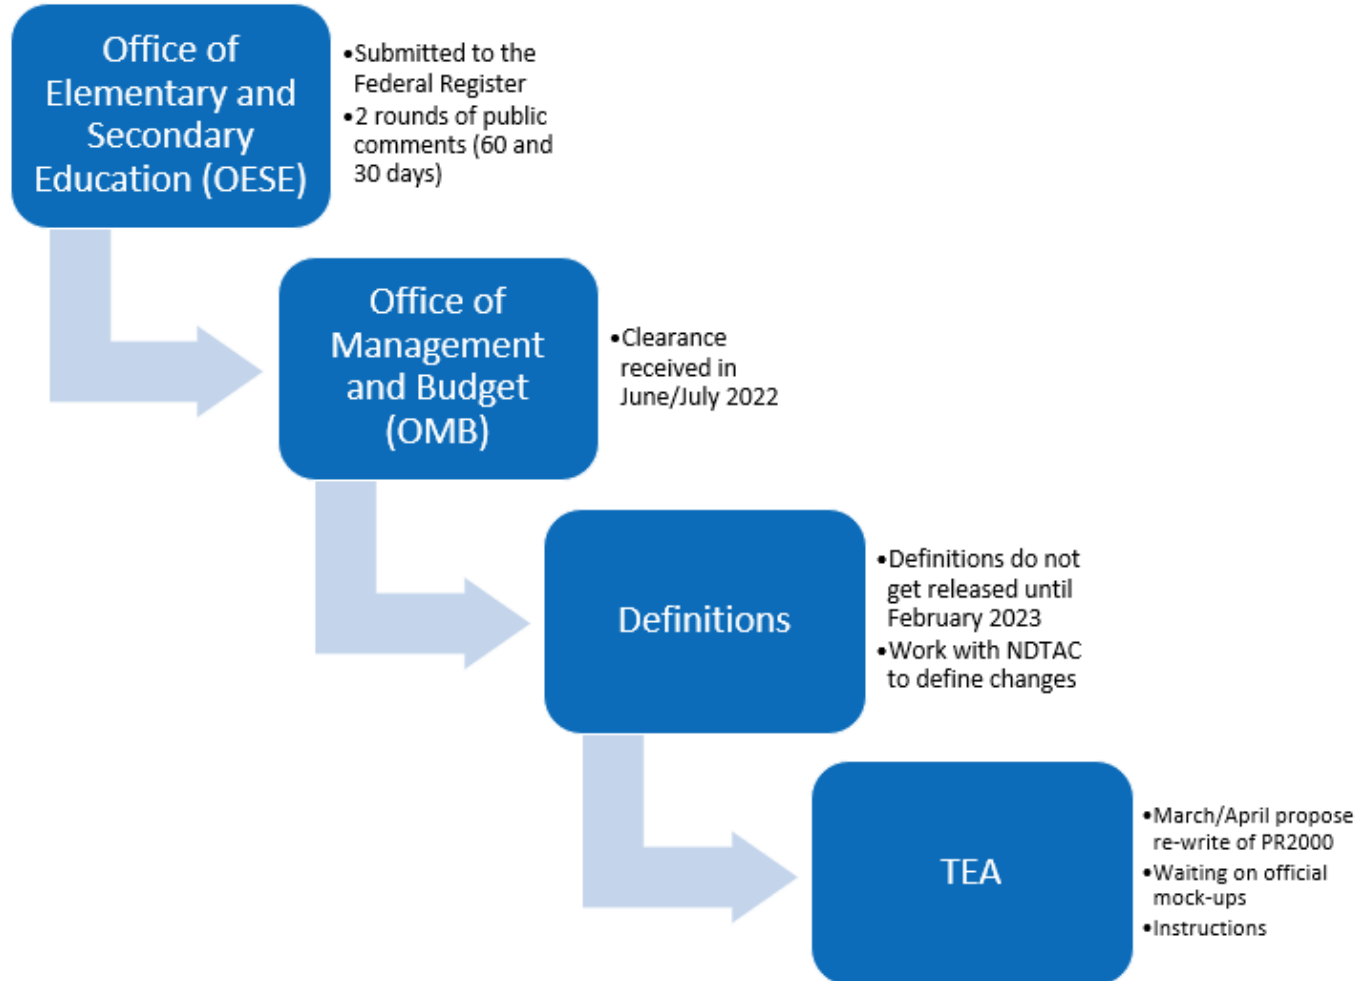 Office of
Elementary and
Secondary
Education (OESE)
•Submitted to the
Federal Register
•2 rounds of public
comments (60 and
30 days)
Office of
Management
and Budget
(OMB)
•Clearance
received in
June/July 2022
Definitions
•Definitions do not
get released until
February 2023
•Work with NDTAC
to define changes
TEA
•March/April propose
re-write of PR2000
•Waiting on official
mock-ups
•Instructions